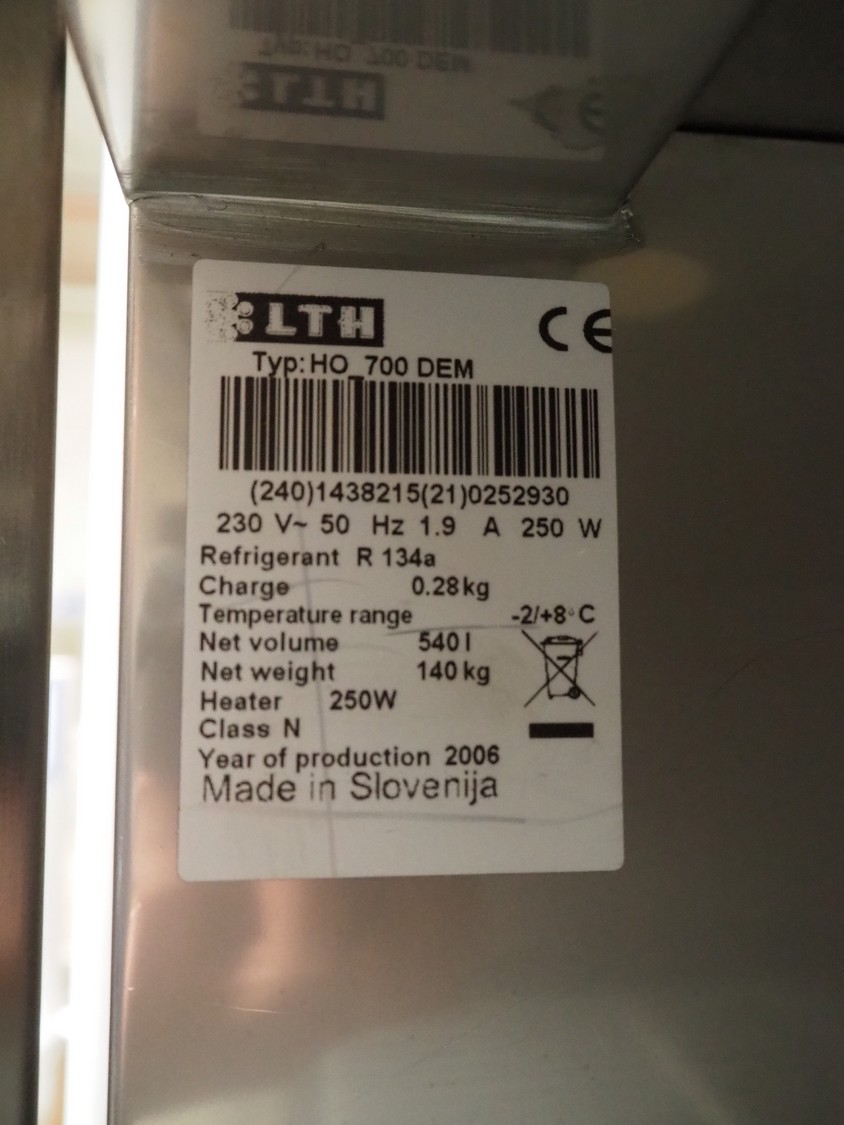 LTH
CE
Typ: HO_700 DEM
(240)1438215(21)0252930
230 V~ 50 Hz 1.9 A 250 W
Refrigerant R 134a
Charge 0.28 kg
Temperature range -2/+8°C
Net volume 540 l
Net weight 140 kg
Heater 250W
Class N
Year of production 2006
Made in Slovenija